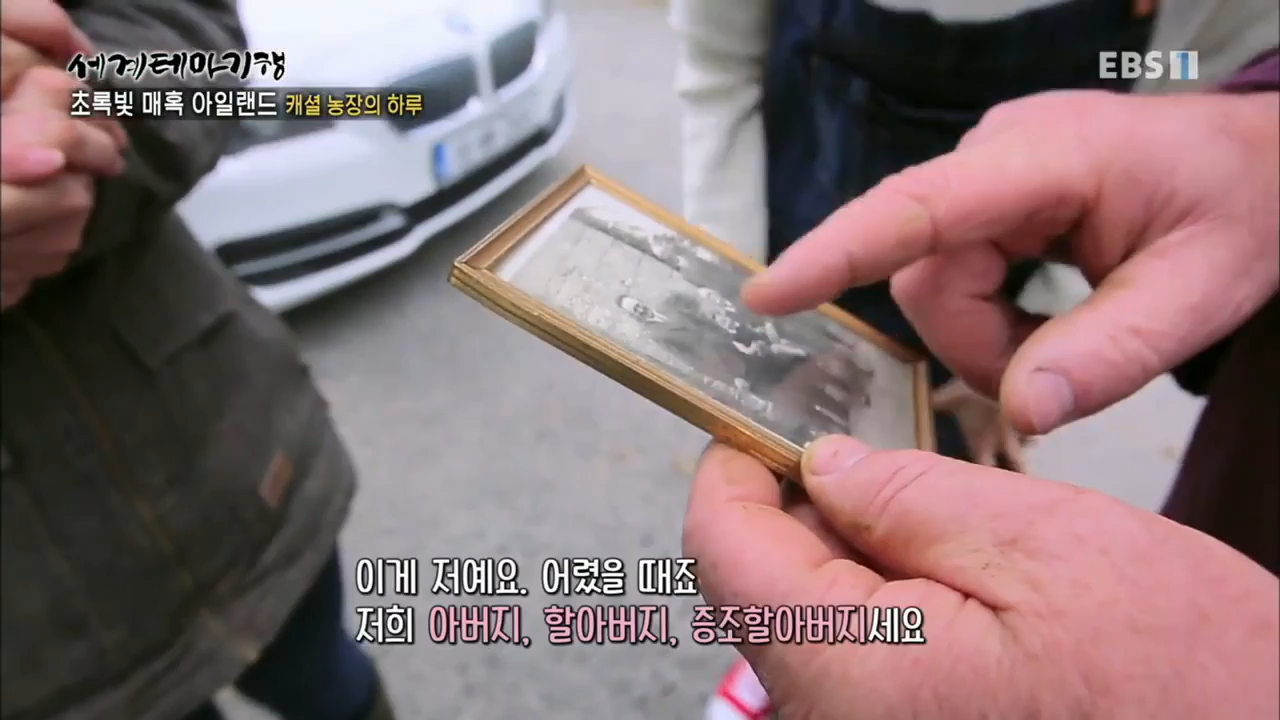 세계테마기행
EBS1
초록빛 매혹 아일랜드 캐셜 농장의 하루
이게 저예요. 어렸을 때죠
저희 아버지, 할아버지, 증조할아버지세요